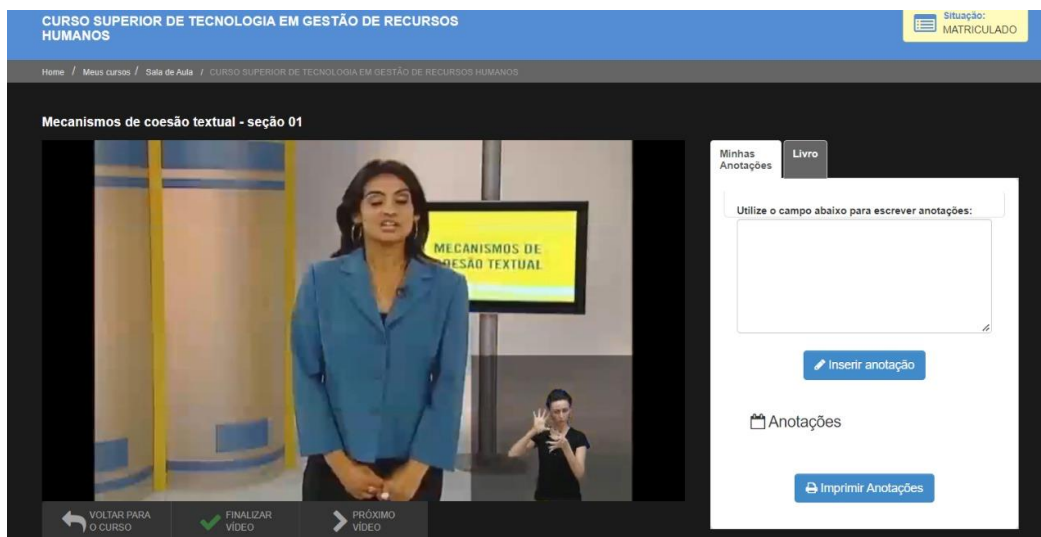 CURSO SUPERIOR DE TECNOLOGIA EM GESTÃO DE RECURSOS
HUMANOS
Situação:
MATRICULADO
Home / Meus cursos / Sala de Aula / CURSO SUPERIOR DE TECNOLOGIA EM GESTÃO DE RECURSOS HUMANOS
Mecanismos de coesão textual - seção 01
MECANISMOS DE
COESÃO TEXTUAL
Minhas
Anotações
Livro
Utilize o campo abaixo para escrever anotações:
Inserir anotação
Anotações
Imprimir Anotações
VOLTAR PARA
O CURSO
FINALIZAR
VÍDEO
PRÓXIMO
VÍDEO